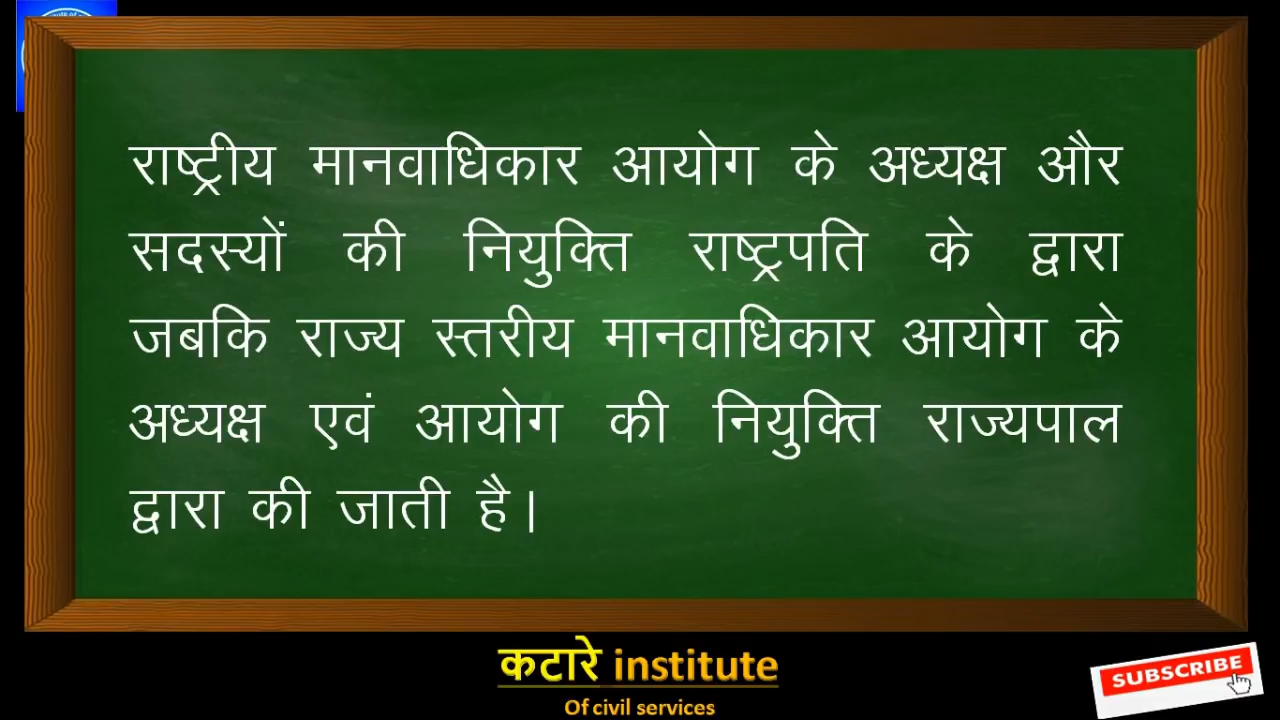 राष्ट्रीय मानवाधिकार आयोग के अध्यक्ष और
सदस्यों की नियुक्ति राष्ट्रपति के द्वारा
जबकि राज्य स्तरीय मानवाधिकार आयोग के
अध्यक्ष एवं आयोग की नियुक्ति राज्यपाल
द्वारा की जाती है।
कटारे institute
Of civil services
SUBSCRIBE